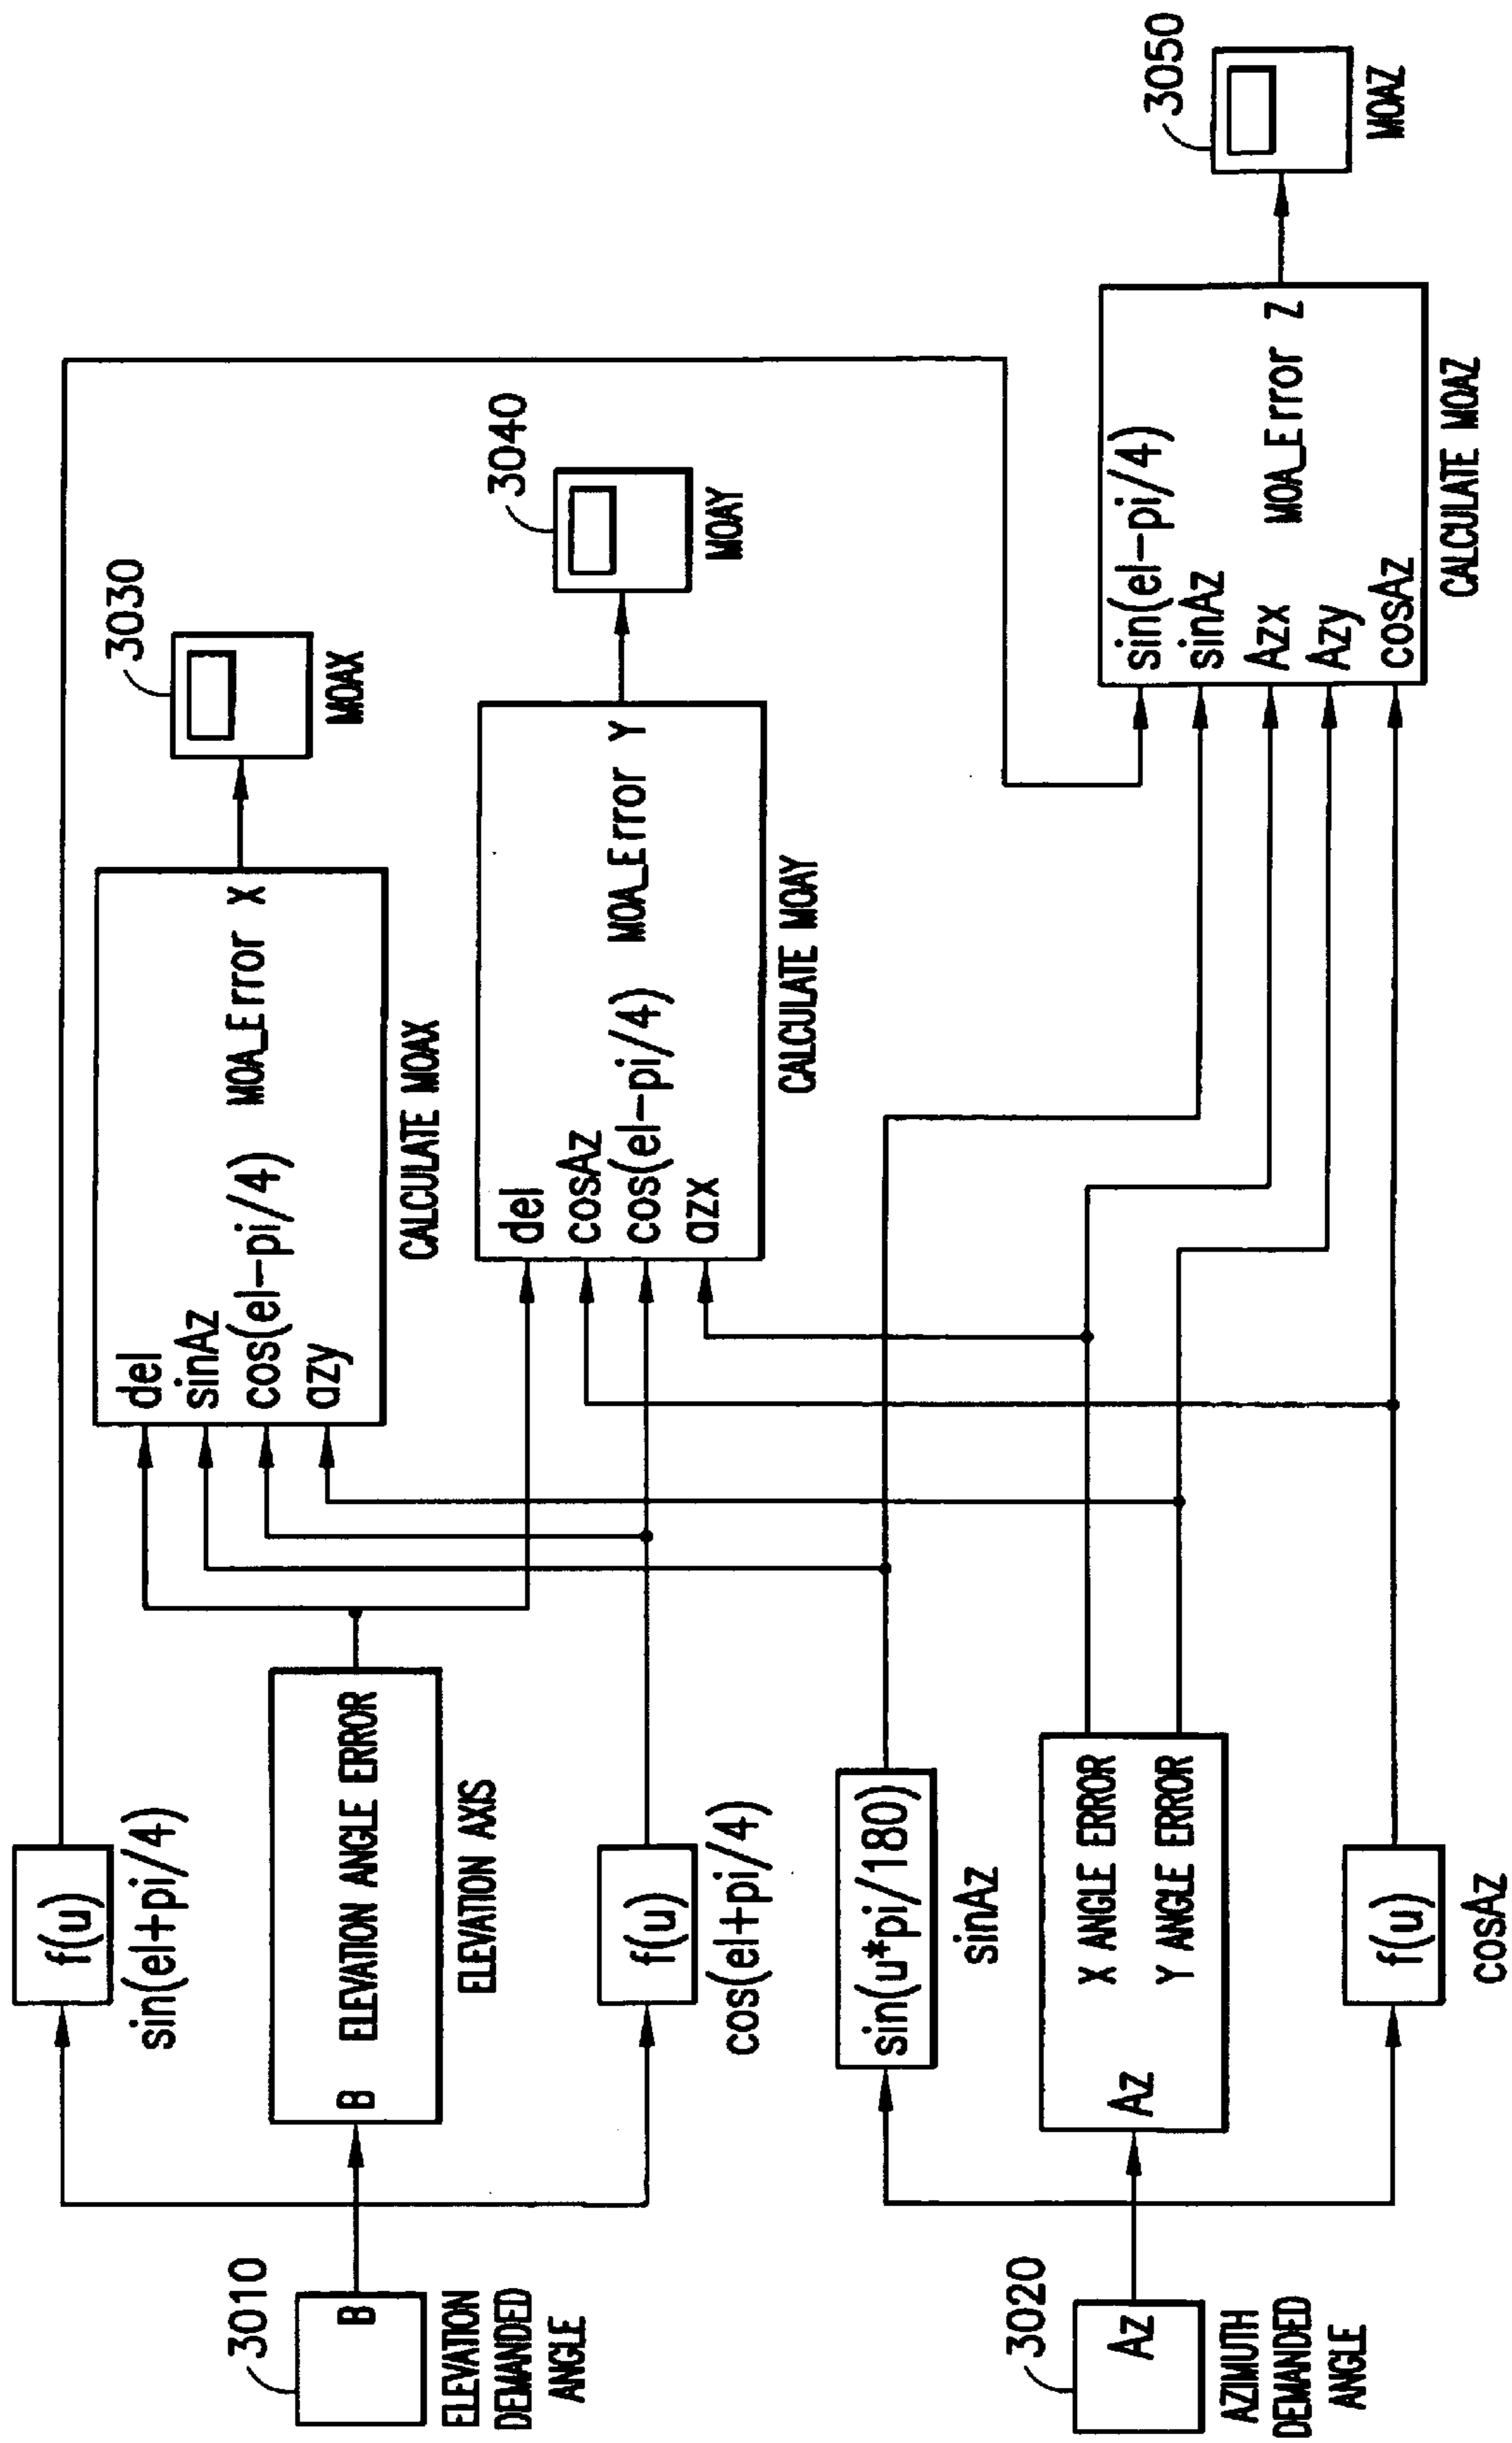 3010
B
ELEVATION
DEMANDED
ANGLE
f(u)
sin(el+pi/4)
B ELEVATION ANGLE ERROR
ELEVATION AXIS
f(u)
cos(el+pi/4)
del
sinAz
cos(el-pi/4) MOA_Error X
azy
CALCULATE MOAX
3030
MOAX
del
cosAz
cos(el-pi/4) MOA_Error Y
azx
CALCULATE MOAY
3040
MOAY
3020
Az
AZIMUTH
DEMANDED
ANGLE
sin(u*pi/180)
sinAz
X ANGLE ERROR
Az
Y ANGLE ERROR
f(u)
cosAz
sin(el-pi/4)
sinAz
Azx MOA_Error Z
Azy
cosAz
CALCULATE MOAZ
3050
MOAZ